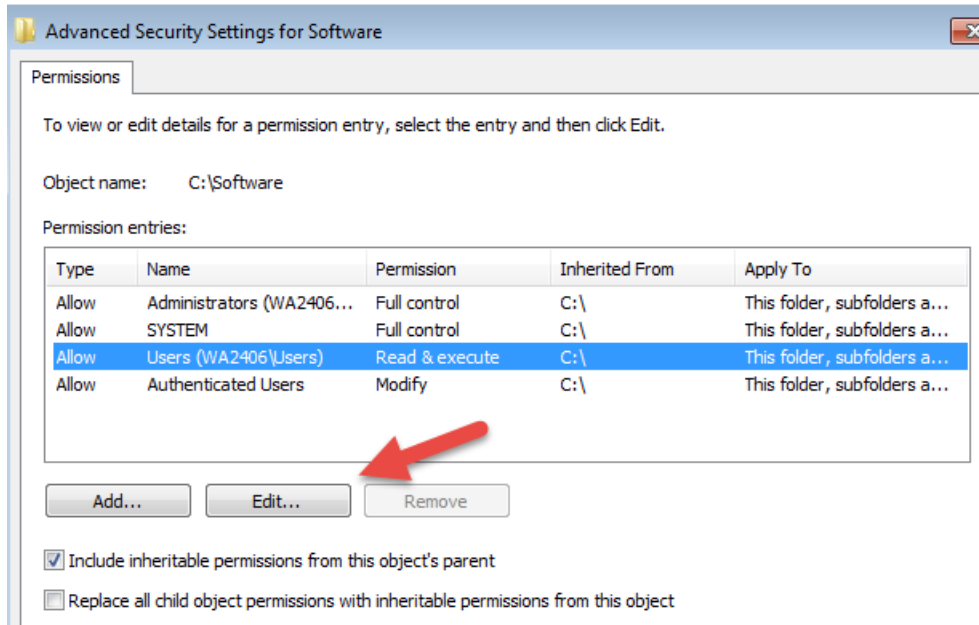 Advanced Security Settings for Software
Permissions
To view or edit details for a permission entry, select the entry and then click Edit.
Object name: C:\Software
Permission entries:
Type Name Permission Inherited From Apply To
Allow Administrators (WA2406... Full control C:\ This folder, subfolders a...
Allow SYSTEM Full control C:\ This folder, subfolders a...
Allow Users (WA2406\Users) Read & execute C:\ This folder, subfolders a...
Allow Authenticated Users Modify C:\ This folder, subfolders a...
Add... Edit... Remove
Include inheritable permissions from this object's parent
Replace all child object permissions with inheritable permissions from this object